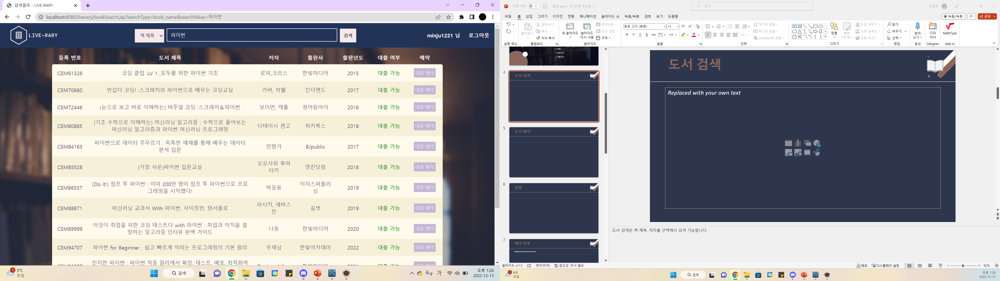 검색결과 - LIVE-RARY
localhost:8080/liverary/bookSearch.jsp?searchType=book_name&searchValue=파이썬
LIVE-RARY
책 제목
파이썬
검색
minju1221 님
로그아웃
등록 번호 도서 제목 저자 출판사 출판년도 대출 여부 예약
CEM61326 코딩 클럽 .LV 1 ,모두를 위한 파이썬 기초 로피,크리스 한빛미디어 2015 대출 가능 대출 예약
CEM70660 반갑다 코딩! :스크래치와 파이썬으로 배우는 코딩교실 카버, 히웰 킨더랜드 2017 대출 가능 대출 예약
CEM72446 (눈으로 보고 바로 이해하는) 비주얼 코딩 :스크래치&파이썬 보더먼, 캐롤 청어람아이 2016 대출 가능 대출 예약
CEM80885 (기초 수학으로 이해하는) 머신러닝 알고리즘 : 수학으로 풀어보는
머신러닝 알고리즘과 파이썬 머신러닝 프로그래밍 다테이시 겐고 위키북스 2018 대출 가능 대출 예약
CEM84163 파이썬으로 데이터 주무르기 : 독특한 예제를 통해 배우는 데이터
분석 입문 민형기 BJpublic 2017 대출 가능 대출 예약
CEM85528 (가장 쉬운)파이썬 입문교실 오오사와 후미
타카 영진닷컴 2018 대출 가능 대출 예약
CEM86537 (Do it!) 점프 투 파이썬 : 이미 200만 명이 점프 투 파이썬으로 프로
그래밍을 시작했다! 박응용 이지스퍼블리
싱 2019 대출 가능 대출 예약
CEM88871 머신러닝 교과서 With 파이썬, 사이킷런, 텐서플로 라시카, 세바스
찬 길벗 2019 대출 가능 대출 예약
CEM89999 이것이 취업을 위한 코딩 테스트다 with 파이썬 : 취업과 이직을 결
정하는 알고리즘 인터뷰 완벽 가이드 나동 한빛미디어 2020 대출 가능 대출 예약
CEM94707 파이썬 for Beginner : 쉽고 빠르게 익히는 프로그래밍의 기본 원리 우재남 한빛아카데미 2022 대출 가능 대출 예약
진지한 파이썬 : 파이썬 작동 원리에서 확장, 테스트, 배포, 최적화까
1
5°C
흐림
검색
가
오후 1:26
2022-12-13
자동 저장 끔 발표.pptx • 이 PC에 저장됨
검색
진민주
파일 홈 삽입 그리기 디자인 전환 애니메이션 슬라이드 쇼 녹음/녹화 검토 보기 도움말
녹음/녹화
공유
붙여넣기
잘라내기
복사
서식 복사
새 슬라이드
슬라이드
다시 사용
레이아웃
다시 설정
구역
맑은 고딕 (본문) 13
텍스트 방향
텍스트 맞춤
SmartArt로 변환
정렬
빠른
스타일
도형 채우기
도형 윤곽선
도형 효과
찾기
바꾸기
선택
받아
쓰기
디자
이너
MathType
실행 취소 클립보드 슬라이드 글꼴 단락 그리기 편집 음성 Designer Add-in
4
도서 검색
5
도서 예약
6
알람
7
예약 목록
Replaced with your own text
도서 검색
Replaced with your own text
도서 검색은 책 제목, 저자를 선택해서 검색 가능합니다.
슬라이드 4/13 영어(미국) 접근성: 조사 필요
메모 디스플레이 설정 92%
1
5°C
흐림
검색
오후 1:26
2022-12-13